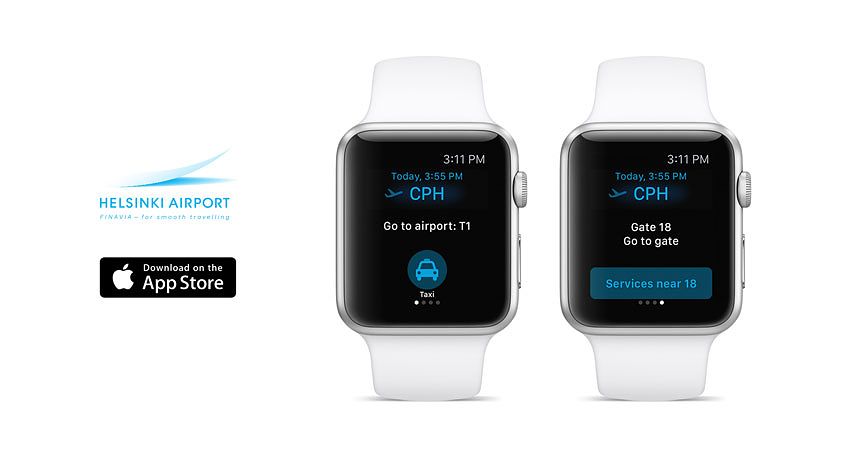 HELSINKI AIRPORT
FINAVIA – for smooth travelling
Download on the
App Store
3:11 PM
Today, 3:55 PM
CPH
Go to airport: T1
Taxi
3:11 PM
Today, 3:55 PM
CPH
Gate 18
Go to gate
Services near 18